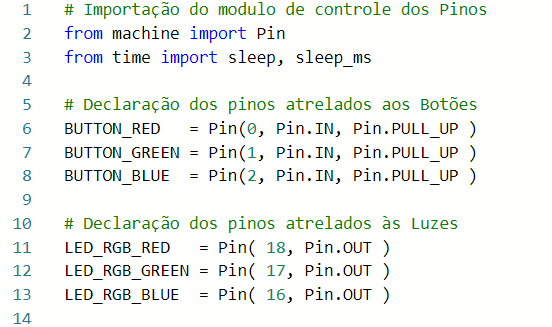 1 # Importação do modulo de controle dos Pinos
2 from machine import Pin
3 from time import sleep, sleep_ms
4
5 # Declaração dos pinos atrelados aos Botões
6 BUTTON_RED   = Pin(0, Pin.IN, Pin.PULL_UP )
7 BUTTON_GREEN = Pin(1, Pin.IN, Pin.PULL_UP )
8 BUTTON_BLUE  = Pin(2, Pin.IN, Pin.PULL_UP )
9
10 # Declaração dos pinos atrelados às Luzes
11 LED_RGB_RED   = Pin( 18, Pin.OUT )
12 LED_RGB_GREEN = Pin( 17, Pin.OUT )
13 LED_RGB_BLUE  = Pin( 16, Pin.OUT )
14